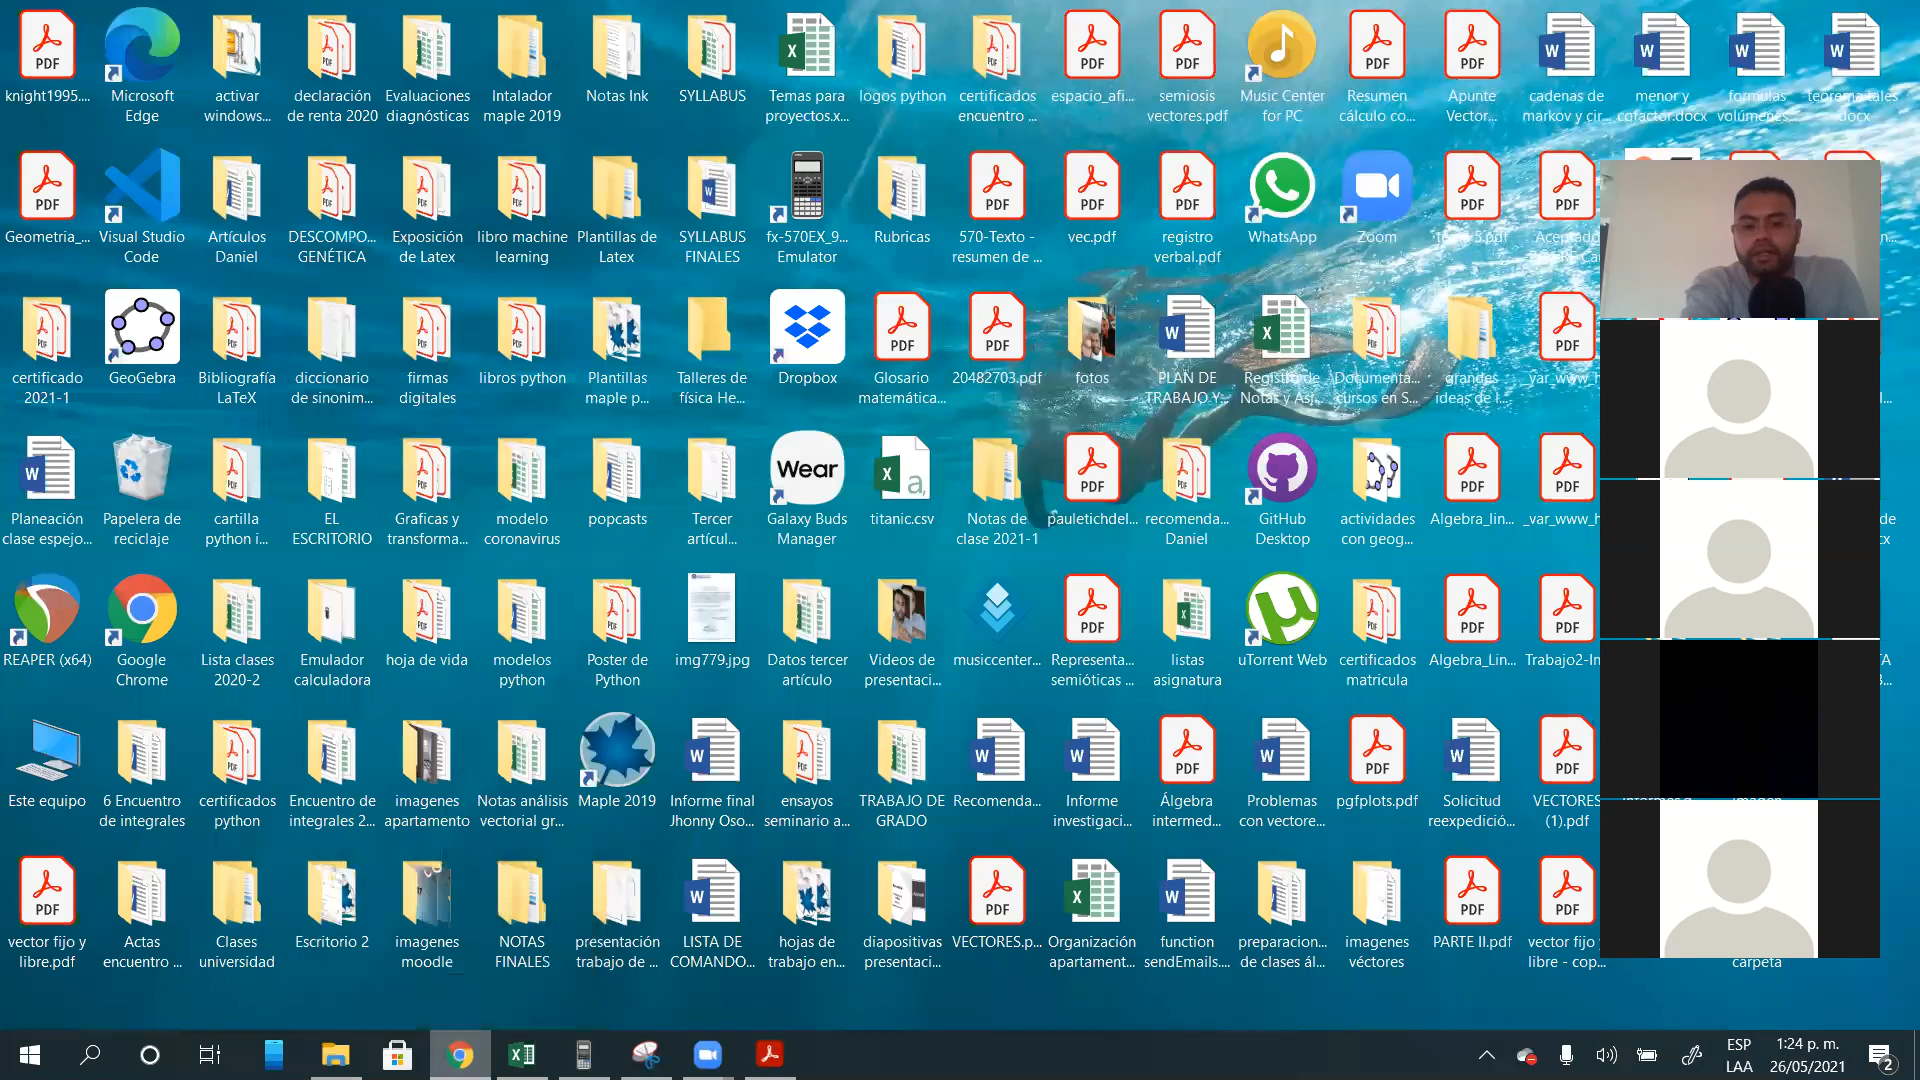 knight1995....
Microsoft
Edge
activar
windows...
declaración
de renta 2020
Evaluaciones
diagnósticas
Intalador
maple 2019
Notas Ink
SYLLABUS
Temas para
proyectos.x...
logos python
certificados
encuentro ...
espacio_afi...
semiosis
vectores.pdf
Music Center
for PC
Resumen
cálculo co...
Apunte
Vector...
cadenas de
markov y cir...
menor y
cofactor.docx
formulas
volúmenes...
teorema tales
docx
Geometria_...
Visual Studio
Code
Artículos
Daniel
DESCOMPO...
GENÉTICA
Exposición
de Latex
libro machine
learning
Plantillas de
Latex
SYLLABUS
FINALES
fx-570EX_9...
Emulator
Rubricas
570-Texto -
resumen de ...
vec.pdf
registro
verbal.pdf
WhatsApp
Zoom
certificado
2021-1
GeoGebra
Bibliografía
LaTeX
diccionario
de sinonim...
firmas
digitales
libros python
Plantillas
maple p...
Talleres de
física He...
Dropbox
Glosario
matemática...
20482703.pdf
fotos
PLAN DE
TRABAJO Y...
Registro de
Notas y Asi...
Documenta...
cursos en S...
grandes
ideas de l...
_var_www_h
Planeación
clase espejo...
Papelera de
reciclaje
cartilla
python i...
EL
ESCRITORIO
Graficas y
transforma...
modelo
coronavirus
popcasts
Tercer
artícul...
Wear
Galaxy Buds
Manager
titanic.csv
Notas de
clase 2021-1
pauletichdel...
recomenda...
Daniel
GitHub
Desktop
actividades
con geog...
Algebra_lin...
_var_www_h
REAPER (x64)
Google
Chrome
Lista clases
2020-2
Emulador
calculadora
hoja de vida
modelos
python
Poster de
Python
img779.jpg
Datos tercer
artículo
Videos de
presentaci...
musiccenter...
Representa...
semióticas ...
listas
asignatura
uTorrent Web
certificados
matricula
Algebra_Lin...
Trabajo2-In
Este equipo
6 Encuentro
de integrales
certificados
python
Encuentro de
integrales 2...
imagenes
apartamento
Notas análisis
vectorial gr...
Maple 2019
Informe final
Jhonny Oso...
ensayos
seminario a...
TRABAJO DE
GRADO
Recomenda...
Informe
investigaci...
Álgebra
intermed...
Problemas
con vectore...
pgfplots.pdf
Solicitud
reexpedició...
VECTORES
(1).pdf
vector fijo y
libre.pdf
Actas
encuentro ...
Clases
universidad
Escritorio 2
imagenes
moodle
NOTAS
FINALES
presentación
trabajo de ...
LISTA DE
COMANDO...
hojas de
trabajo en...
diapositivas
presentaci...
VECTORES.p...
Organización
apartament...
function
sendEmails....
preparacion...
de clases ál...
imagenes
véctores
PARTE II.pdf
vector fijo y
libre - cop...
carpeta
ESP
LAA
1:24 p. m.
26/05/2021
2